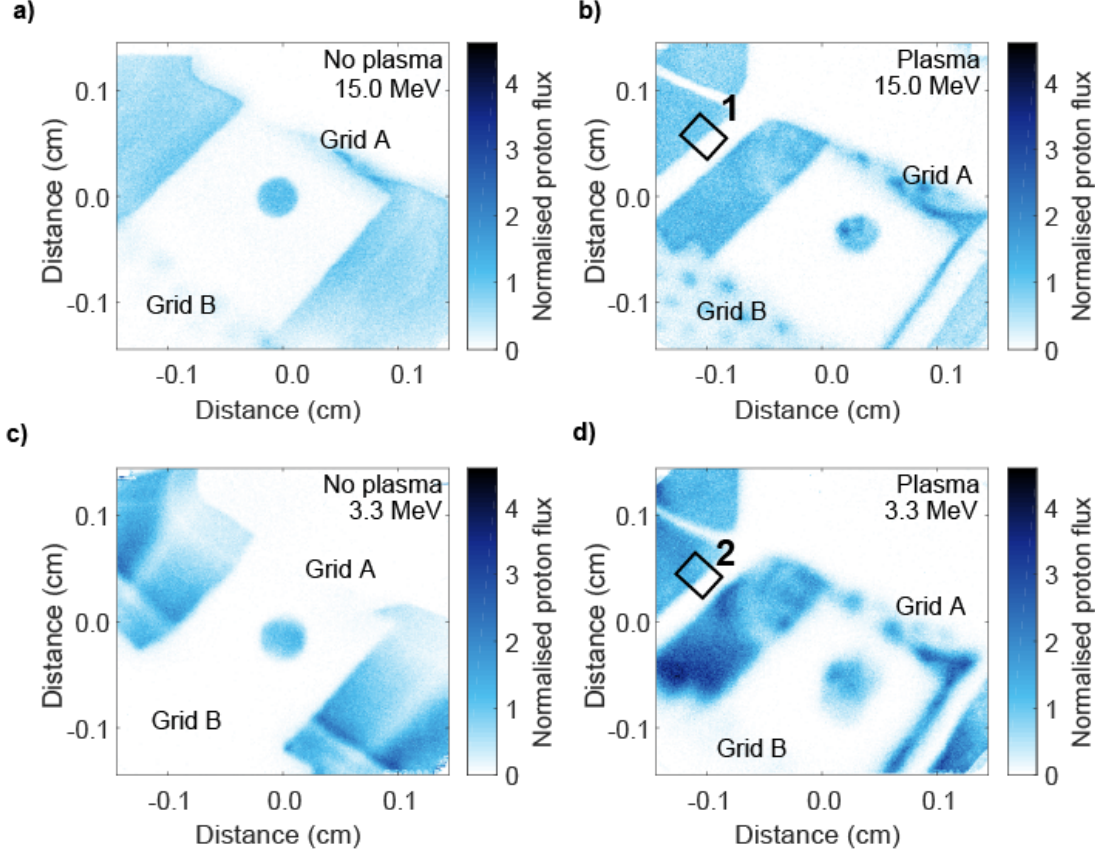 a)
No plasma
15.0 MeV
Grid A
Grid B
0.1
0.0
-0.1
Distance (cm)
-0.1
0.0
0.1
Distance (cm)
4
3
2
1
0
Normalised proton flux
b)
Plasma
15.0 MeV
1
Grid A
Grid B
0.1
0.0
-0.1
Distance (cm)
-0.1
0.0
0.1
Distance (cm)
4
3
2
1
0
Normalised proton flux
c)
No plasma
3.3 MeV
Grid A
Grid B
0.1
0.0
-0.1
Distance (cm)
-0.1
0.0
0.1
Distance (cm)
4
3
2
1
0
Normalised proton flux
d)
Plasma
3.3 MeV
2
Grid A
Grid B
0.1
0.0
-0.1
Distance (cm)
-0.1
0.0
0.1
Distance (cm)
4
3
2
1
0
Normalised proton flux